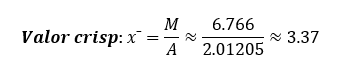 Valor crisp: x⁻ = M/A ≈ 6.766/2.01205 ≈ 3.37